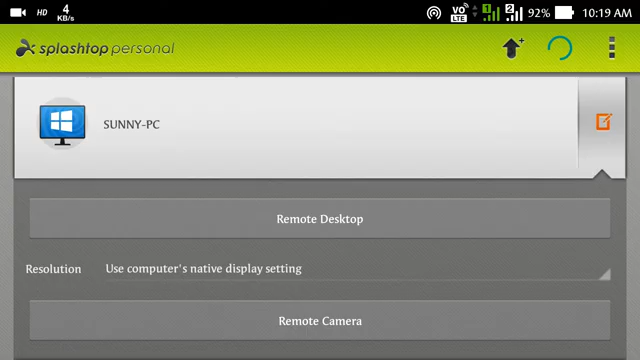 HD 4 KB/s VO LTE 1 2 92% 10:19 AM
splashtop personal
SUNNY-PC
Remote Desktop
Resolution Use computer's native display setting
Remote Camera